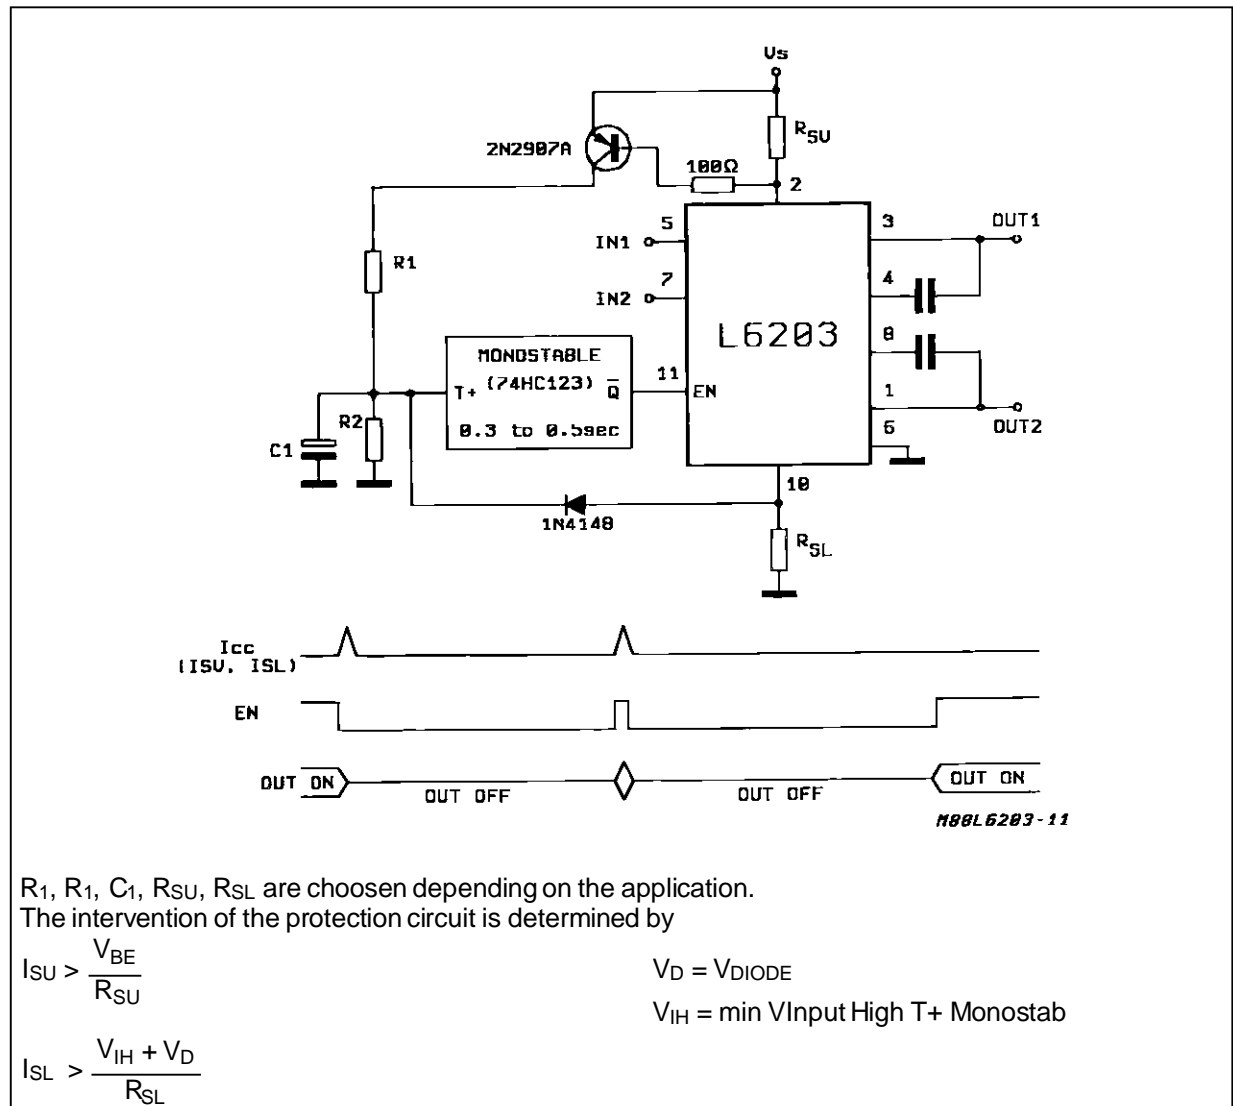 Vs
RSU
2N2907A
100Ω
2
5
3
OUT1
IN1
R1
7
4
IN2
L6203
8
MONOSTABLE
(74HC123)
T+
Q̅
11
EN
1
0.3 to 0.5sec
R2
6
OUT2
C1
10
1N4148
RSL
Icc
(ISU, ISL)
EN
OUT ON
OUT OFF
OUT OFF
OUT ON
M88L6203-11
R1, R1, C1, RSU, RSL are choosen depending on the application.
The intervention of the protection circuit is determined by
ISU > VBE / RSU
VD = VDIODE
VIH = min VInput High T+ Monostab
ISL > VIH + VD / RSL